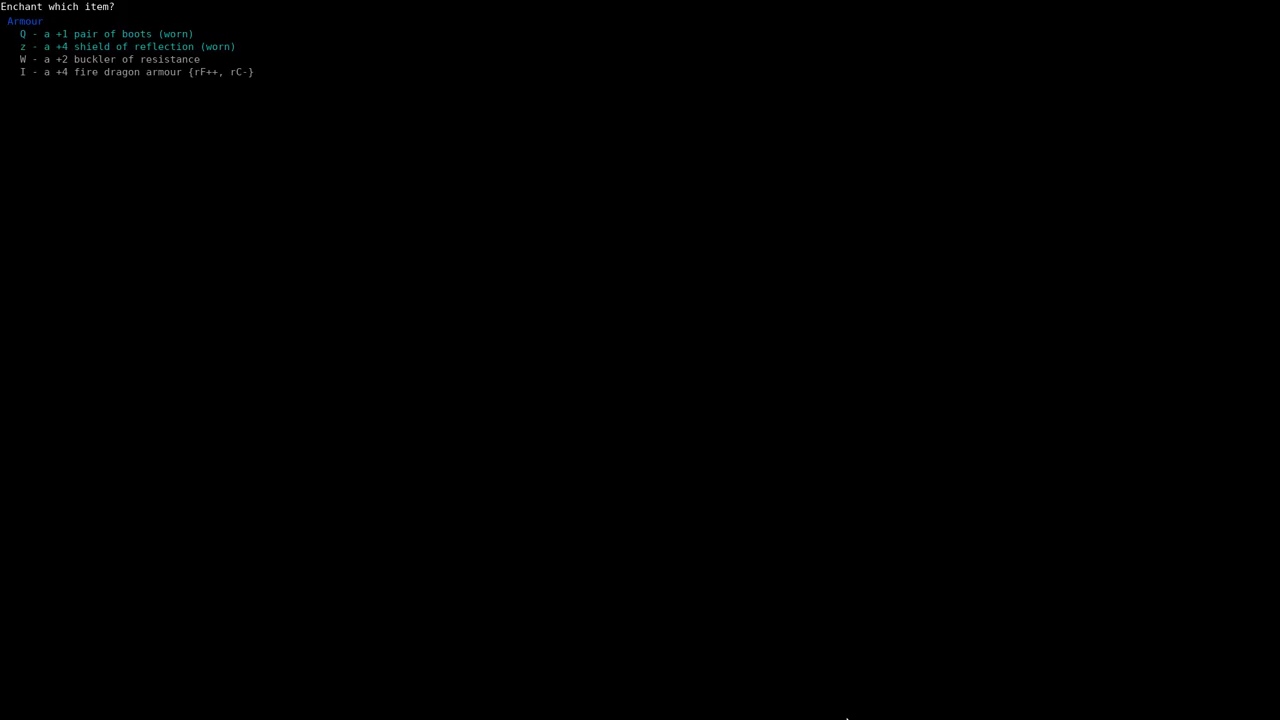 Enchant which item?
Armour
Q - a +1 pair of boots (worn)
z - a +4 shield of reflection (worn)
W - a +2 buckler of resistance
I - a +4 fire dragon armour {rF++, rC-}